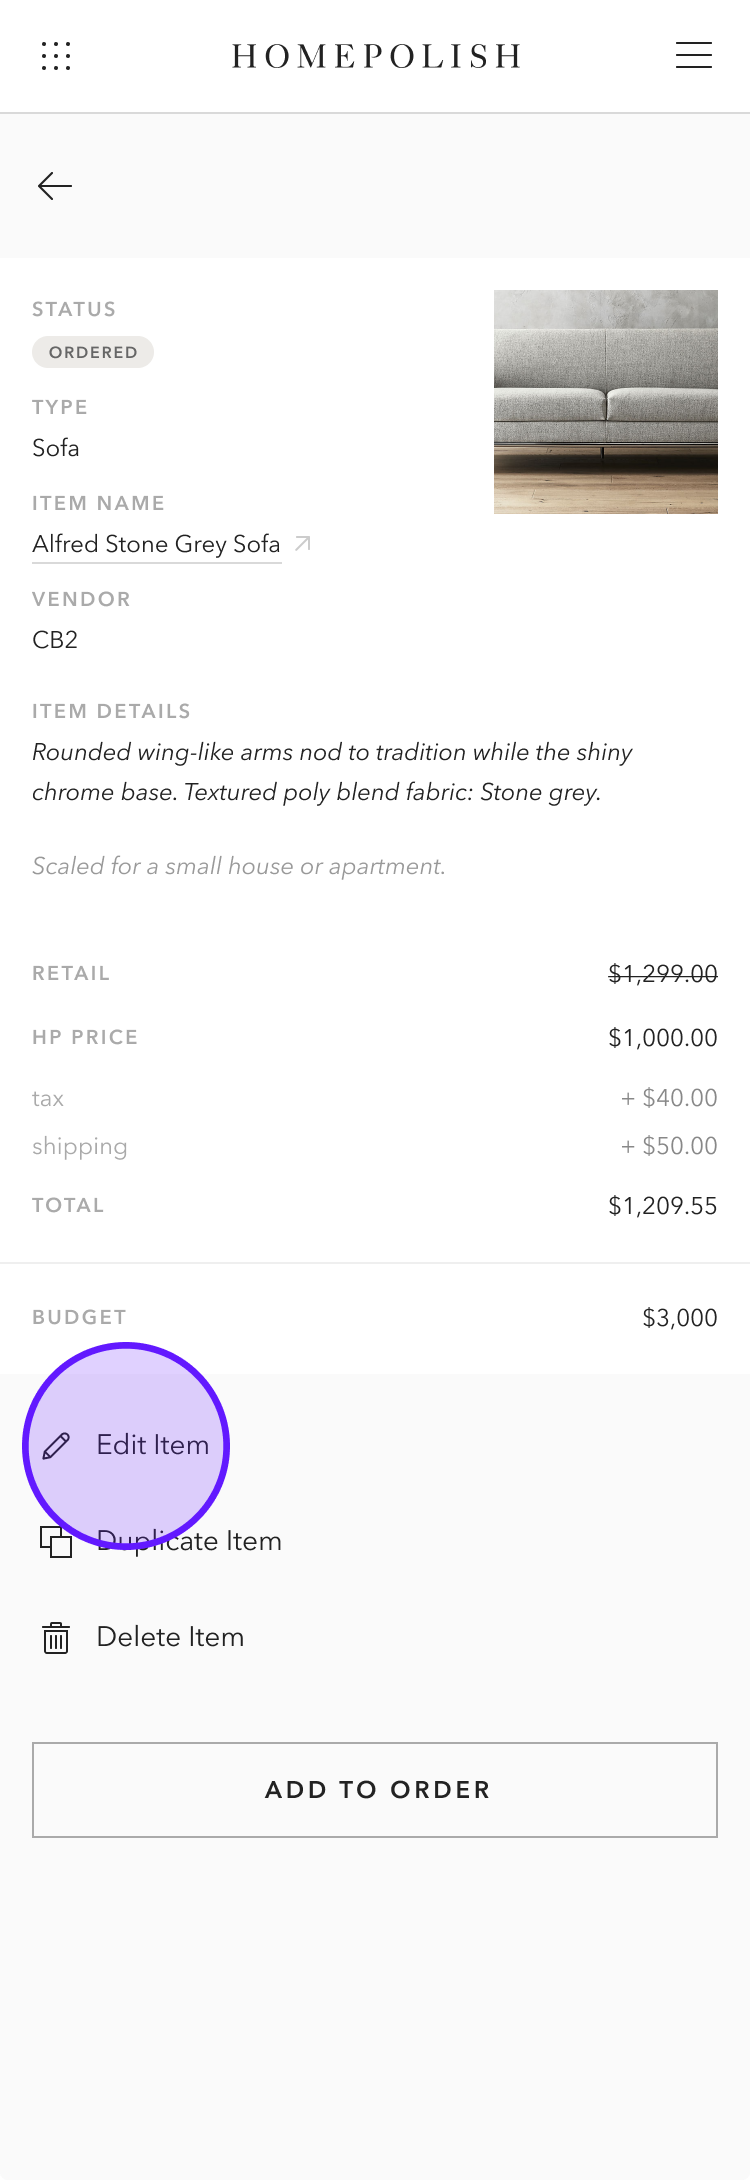 HOMEPOLISH
STATUS
ORDERED
TYPE
Sofa
ITEM NAME
Alfred Stone Grey Sofa
VENDOR
CB2
ITEM DETAILS
Rounded wing-like arms nod to tradition while the shiny
chrome base. Textured poly blend fabric: Stone grey.
Scaled for a small house or apartment.
RETAIL $1,299.00
HP PRICE $1,000.00
tax + $40.00
shipping + $50.00
TOTAL $1,209.55
BUDGET $3,000
Edit Item
Duplicate Item
Delete Item
ADD TO ORDER